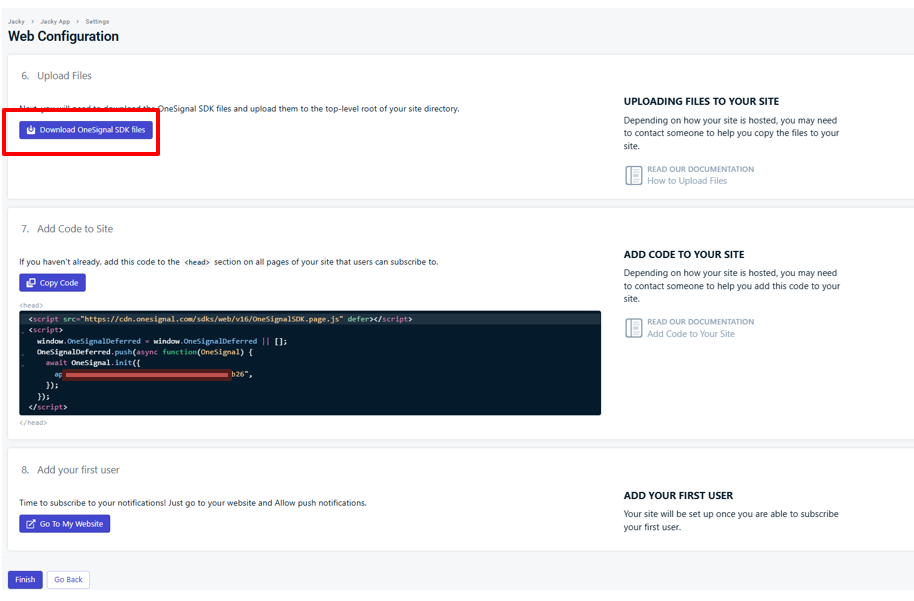 Jacky > Jacky App > Settings
Web Configuration
6. Upload Files
Next, you will need to download the OneSignal SDK files and upload them to the top-level root of your site directory.
Download OneSignal SDK files
UPLOADING FILES TO YOUR SITE
Depending on how your site is hosted, you may need
to contact someone to help you copy the files to your
site.
READ OUR DOCUMENTATION
How to Upload Files
7. Add Code to Site
If you haven't already, add this code to the <head> section on all pages of your site that users can subscribe to.
Copy Code
<head>
<script src="https://cdn.onesignal.com/sdks/web/v16/OneSignalSDK.page.js" defer></script>
<script>
window.OneSignalDeferred = window.OneSignalDeferred || [];
OneSignalDeferred.push(async function(OneSignal) {
await OneSignal.init({
ap b26",
});
});
</script>
</head>
ADD CODE TO YOUR SITE
Depending on how your site is hosted, you may need
to contact someone to help you add this code to your
site.
READ OUR DOCUMENTATION
Add Code to Your Site
8. Add your first user
Time to subscribe to your notifications! Just go to your website and Allow push notifications.
Go To My Website
ADD YOUR FIRST USER
Your site will be set up once you are able to subscribe
your first user.
Finish
Go Back